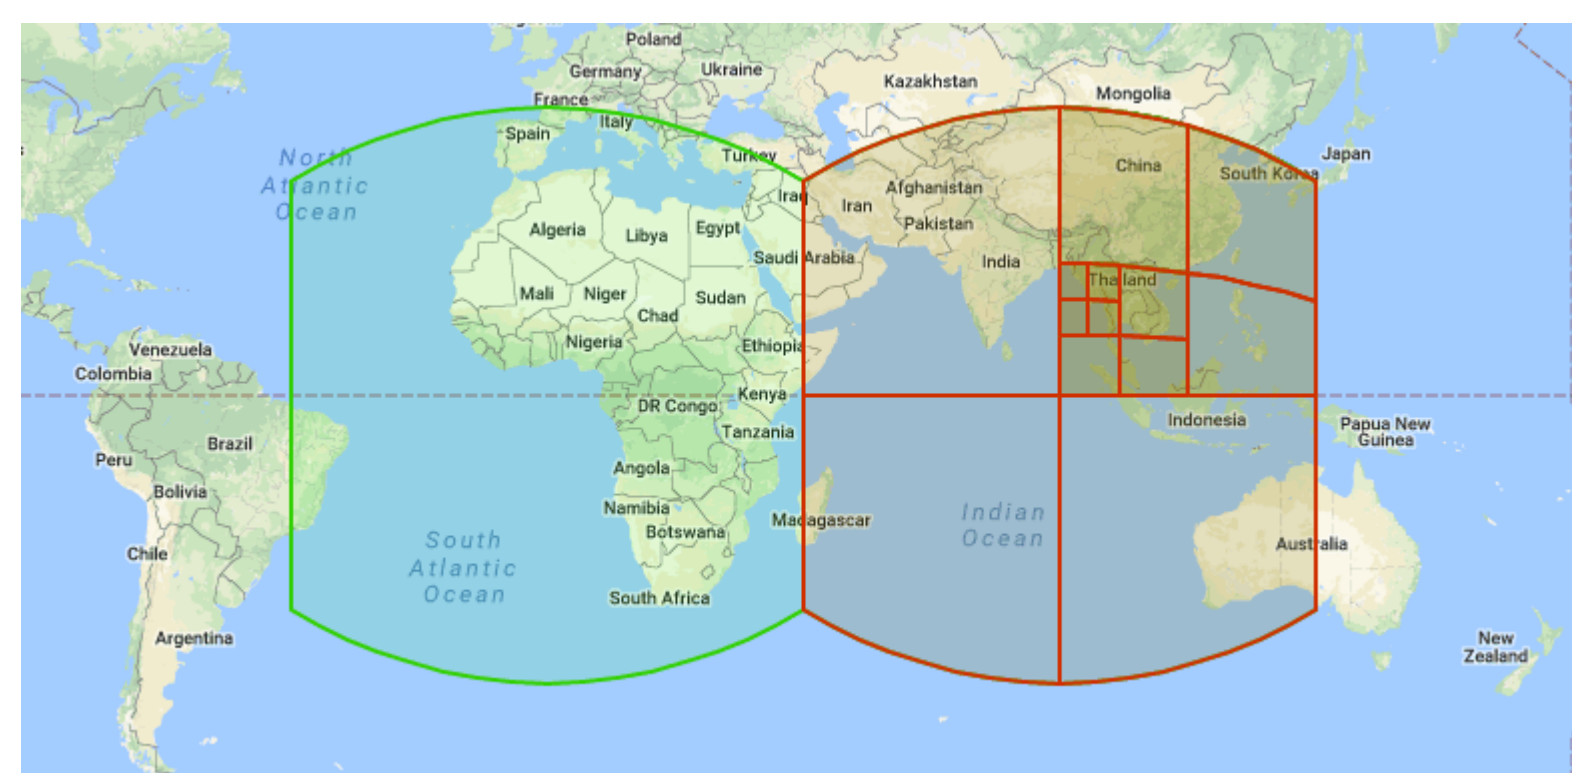 Poland
Germany
Ukraine
Kazakhstan
Mongolia
France
Italy
Spain
Turkey
China
Japan
South Korea
North
Atlantic
Ocean
Iraq
Iran
Afghanistan
Pakistan
Algeria
Libya
Egypt
Saudi Arabia
India
Thailand
Mali
Niger
Chad
Sudan
Nigeria
Ethiopia
Venezuela
Colombia
Kenya
DR Congo
Tanzania
Indonesia
Papua New
Guinea
Brazil
Peru
Angola
Bolivia
Namibia
Botswana
Madagascar
Indian
Ocean
Australia
Chile
South
Atlantic
Ocean
South Africa
Argentina
New
Zealand